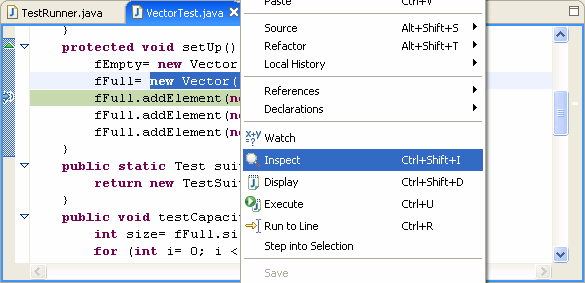 TestRunner.java
VectorTest.java
}
protected void setUp()
fEmpty= new Vector
fFull= new Vector(
fFull.addElement(ne
fFull.addElement(ne
fFull.addElement(ne
}
public static Test suit
return new TestSuit
}
public void testCapacit
int size= fFull.si
for (int i= 0; i <
Paste Ctrl+V
Source Alt+Shift+S
Refactor Alt+Shift+T
Local History
References
Declarations
Watch
Inspect Ctrl+Shift+I
Display Ctrl+Shift+D
Execute Ctrl+U
Run to Line Ctrl+R
Step into Selection
Save